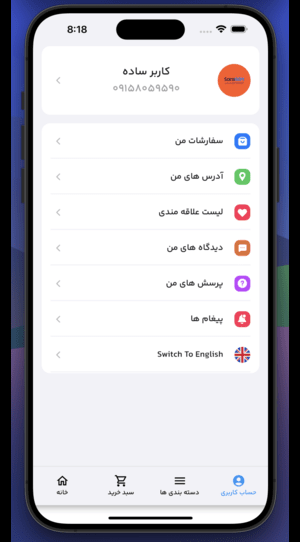 8:18
کاربر ساده
۰۹۱۵۸۰۵۹۵۹۰
سفارشات من
آدرس های من
لیست علاقه مندی
دیدگاه های من
پرسش های من
پیغام ها
Switch To English
حساب کاربری
دسته بندی ها
سبد خرید
خانه